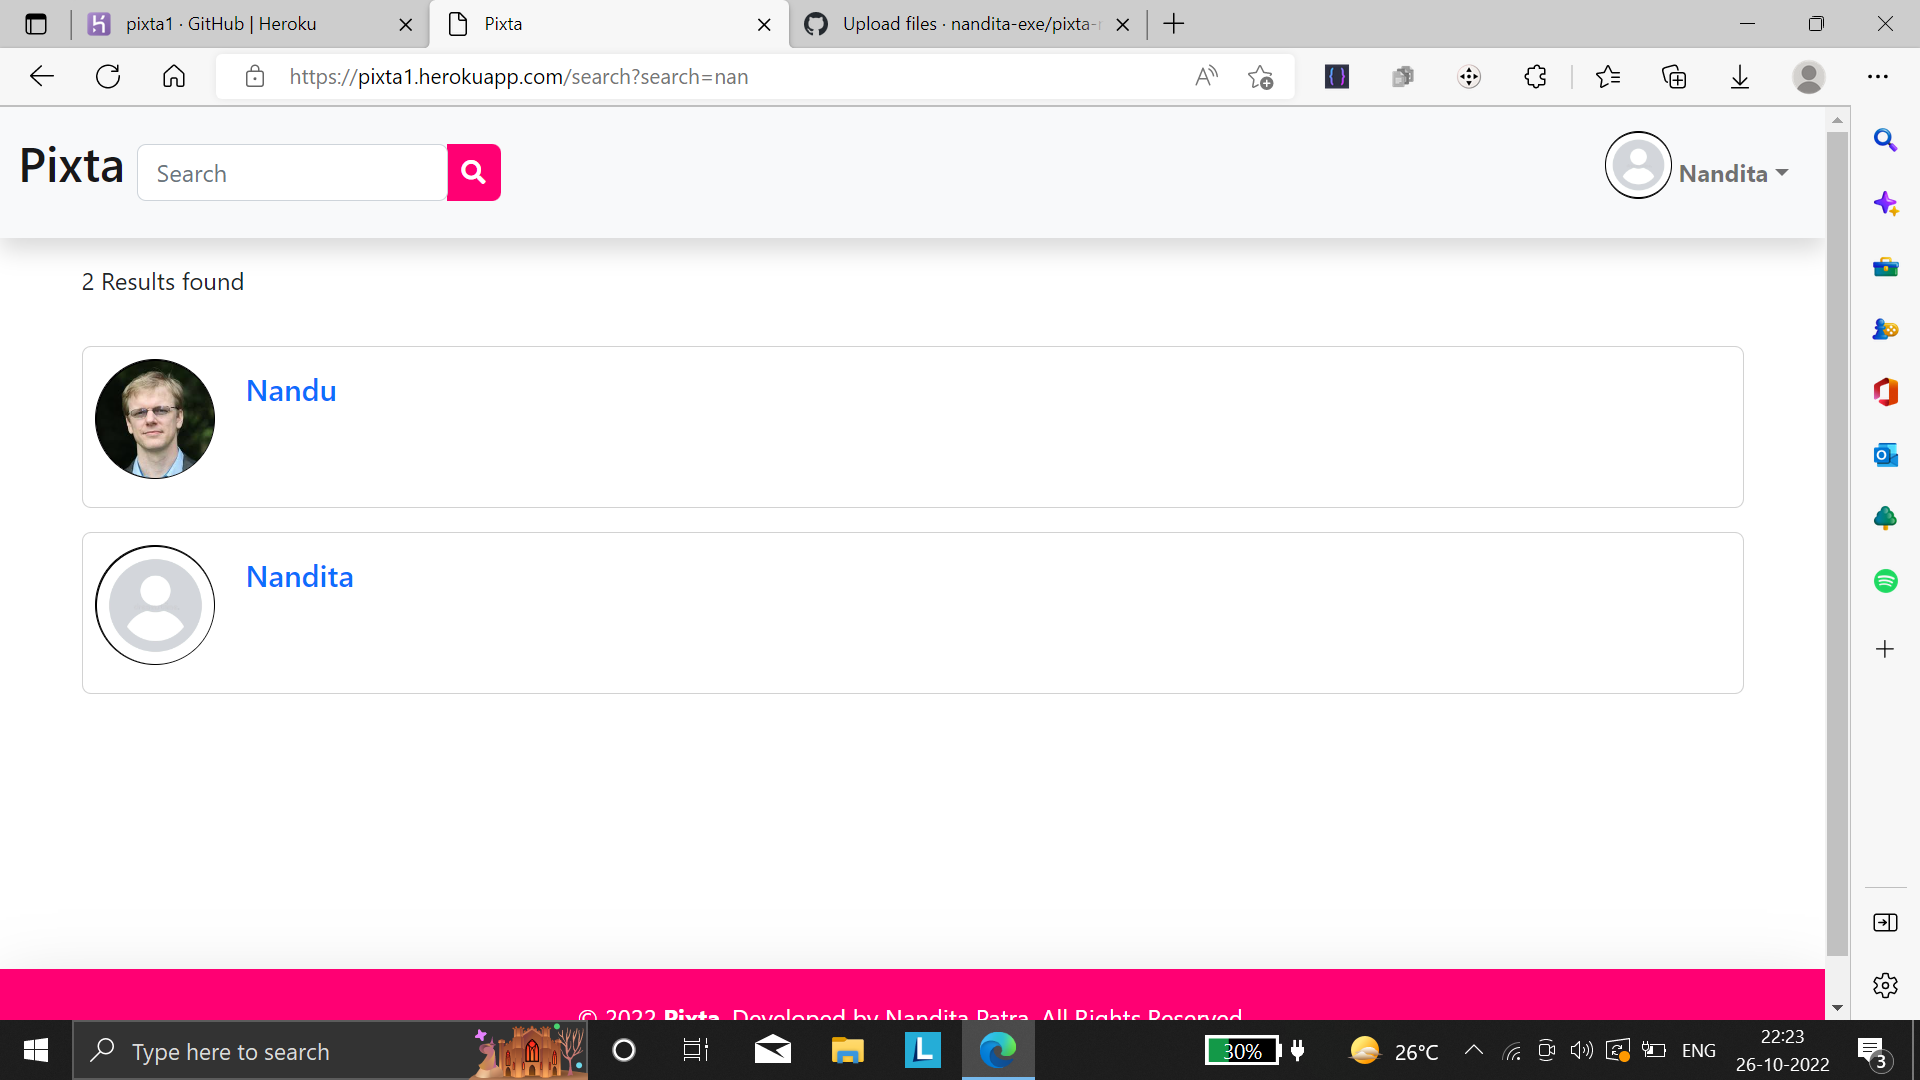 pixta1 · GitHub | Heroku
Pixta
Upload files · nandita-exe/pixta-
https://pixta1.herokuapp.com/search?search=nan
Pixta
Search
Nandita
2 Results found
Nandu
Nandita
© 2022 Pixta. Developed by Nandita Patra. All Rights Reserved
Type here to search
L
30%
26°C
ENG
22:23
26-10-2022
3